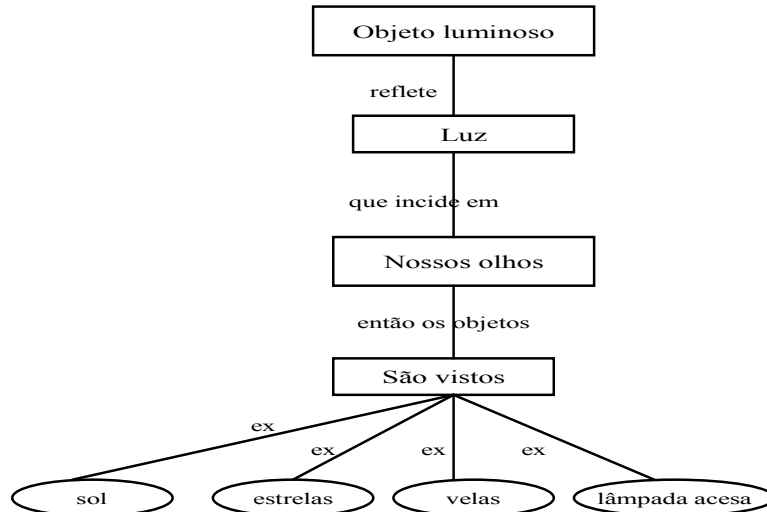 Objeto luminoso
reflete
Luz
que incide em
Nossos olhos
então os objetos
São vistos
ex
ex
ex
ex
sol
estrelas
velas
lâmpada acesa